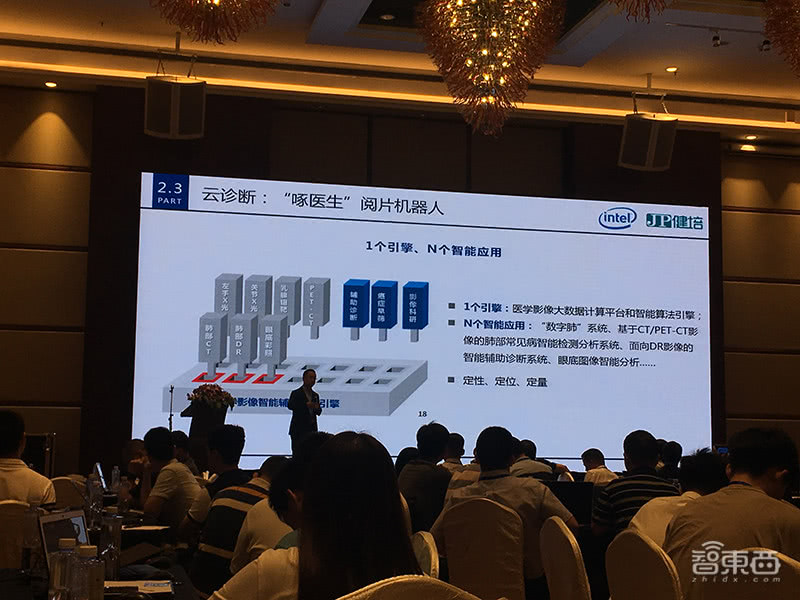 2.3
PART
云诊断：“啄医生”阅片机器人
intel
JP健培
1个引擎、N个智能应用
左手X光
关节X光
乳腺钼靶
PET-CT
辅助诊断
癌症早筛
影像科研
肺部CT
肺部DR
眼底彩照
影像智能辅
引擎
■ 1个引擎：医学影像大数据计算平台和智能算法引擎；
■ N个智能应用：“数字肺”系统、基于CT/PET-CT影
像的肺部常见病智能检测分析系统、面向DR影像的
智能辅助诊断系统、眼底图像智能分析......
■ 定性、定位、定量
18
智東西
zhidx.com